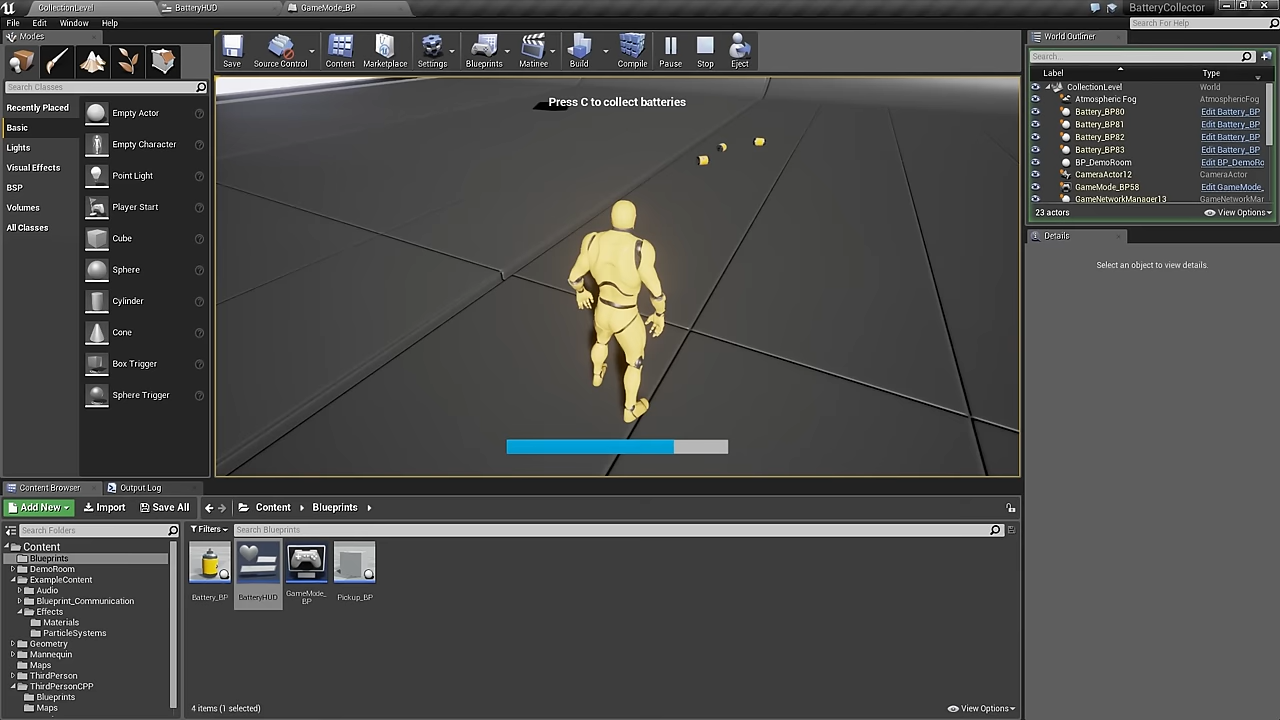 CollectionLevel
BatteryHUD
GameMode_BP
BatteryCollector
File Edit Window Help
Search For Help
Modes
Search Classes
Recently Played
Basic
Lights
Visual Effects
BSP
Volumes
All Classes
Empty Actor
Empty Character
Point Light
Player Start
Cube
Sphere
Cylinder
Cone
Box Trigger
Sphere Trigger
Save
Source Control
Content
Marketplace
Settings
Blueprints
Matinee
Build
Compile
Pause
Stop
Eject
Press C to collect batteries
World Outliner
Search...
Label Type
CollectionLevel World
Atmospheric Fog AtmosphericFog
Battery_BP80 Edit Battery_BP
Battery_BP81 Edit Battery_BP
Battery_BP82 Edit Battery_BP
Battery_BP83 Edit Battery_BP
BP_DemoRoom Edit BP_DemoRo
CameraActor12 CameraActor
GameMode_BP58 Edit GameMode_
GameNetworkManager13 GameNetworkMar
23 actors View Options
Details
Select an object to view details.
Content Browser
Output Log
Add New Import Save All Content Blueprints
Search Folders
Filters Search Blueprints
Content
Blueprints
DemoRoom
ExampleContent
Audio
Blueprint_Communication
Effects
Materials
ParticleSystems
Geometry
Mannequin
Maps
ThirdPerson
ThirdPersonCPP
Blueprints
Maps
Battery_BP
BatteryHUD
GameMode_
BP
Pickup_BP
4 items (1 selected) View Options